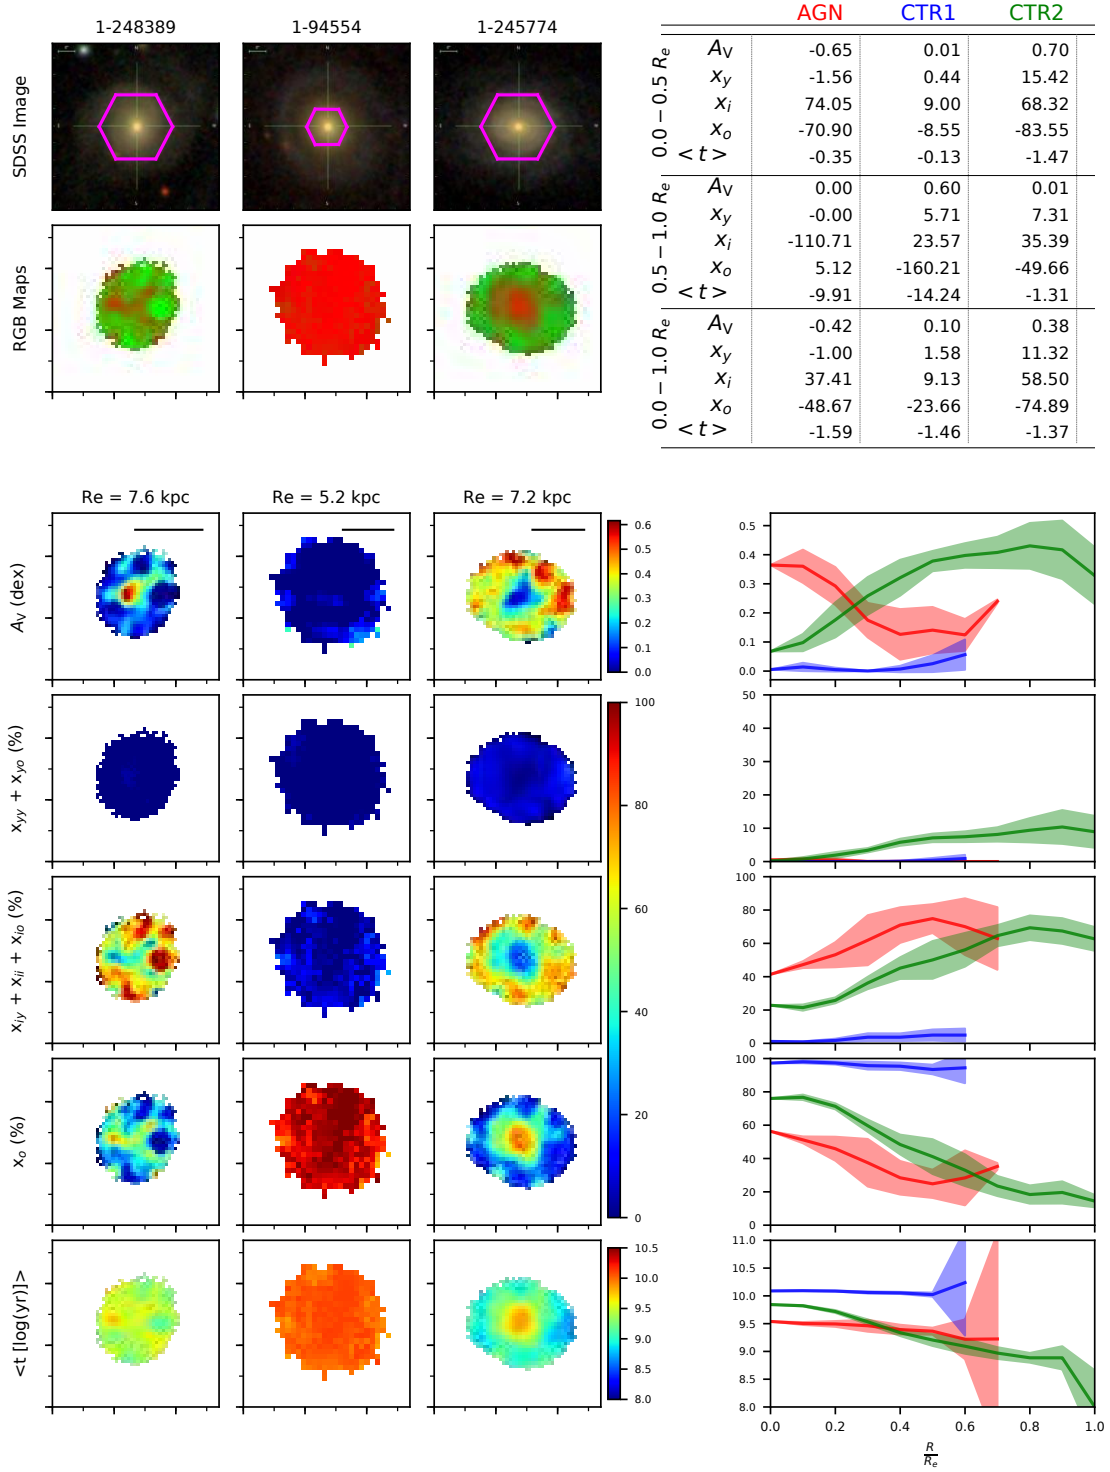 1-248389 1-94554 1-245774
SDSS Image
RGB Maps
AGN CTR1 CTR2
0.0 − 0.5 Re
AV -0.65 0.01 0.70
xy -1.56 0.44 15.42
xi 74.05 9.00 68.32
xo -70.90 -8.55 -83.55
<t> -0.35 -0.13 -1.47
0.5 − 1.0 Re
AV 0.00 0.60 0.01
xy -0.00 5.71 7.31
xi -110.71 23.57 35.39
xo 5.12 -160.21 -49.66
<t> -9.91 -14.24 -1.31
0.0 − 1.0 Re
AV -0.42 0.10 0.38
xy -1.00 1.58 11.32
xi 37.41 9.13 58.50
xo -48.67 -23.66 -74.89
<t> -1.59 -1.46 -1.37
Re = 7.6 kpc Re = 5.2 kpc Re = 7.2 kpc
AV (dex)
0.6
0.5
0.4
0.3
0.2
0.1
0.0
0.5
0.4
0.3
0.2
0.1
0.0
xyy + xyo (%)
100
80
60
40
20
0
50
40
30
20
10
0
xiy + xii + xio (%)
100
80
60
40
20
0
xo (%)
100
80
60
40
20
0
<t [log(yr)]>
10.5
10.0
9.5
9.0
8.5
8.0
11.0
10.5
10.0
9.5
9.0
8.5
8.0
0.0 0.2 0.4 0.6 0.8 1.0
R
Re